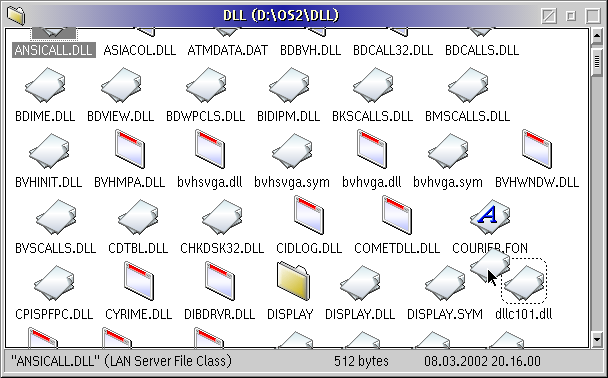 DLL (D:\OS2\DLL)
ANSICALL.DLL ASIACOL.DLL ATMDATA.DAT BDBVH.DLL BDCALL32.DLL BDCALLS.DLL
BDIME.DLL BDVIEW.DLL BDWPCLS.DLL BIDIPM.DLL BKSCALLS.DLL BMSCALLS.DLL
BVHINIT.DLL BVHMPA.DLL bvhsvga.dll bvhsvga.sym bvhvga.dll bvhvga.sym BVHWNDW.DLL
BVSCALLS.DLL CDTBL.DLL CHKDSK32.DLL CIDLOG.DLL COMETDLL.DLL COURIER.FON
CPISPFPC.DLL CYRIME.DLL DIBDRVR.DLL DISPLAY DISPLAY.DLL DISPLAY.SYM dllc101.dll
"ANSICALL.DLL" (LAN Server File Class) 512 bytes 08.03.2002 20.16.00